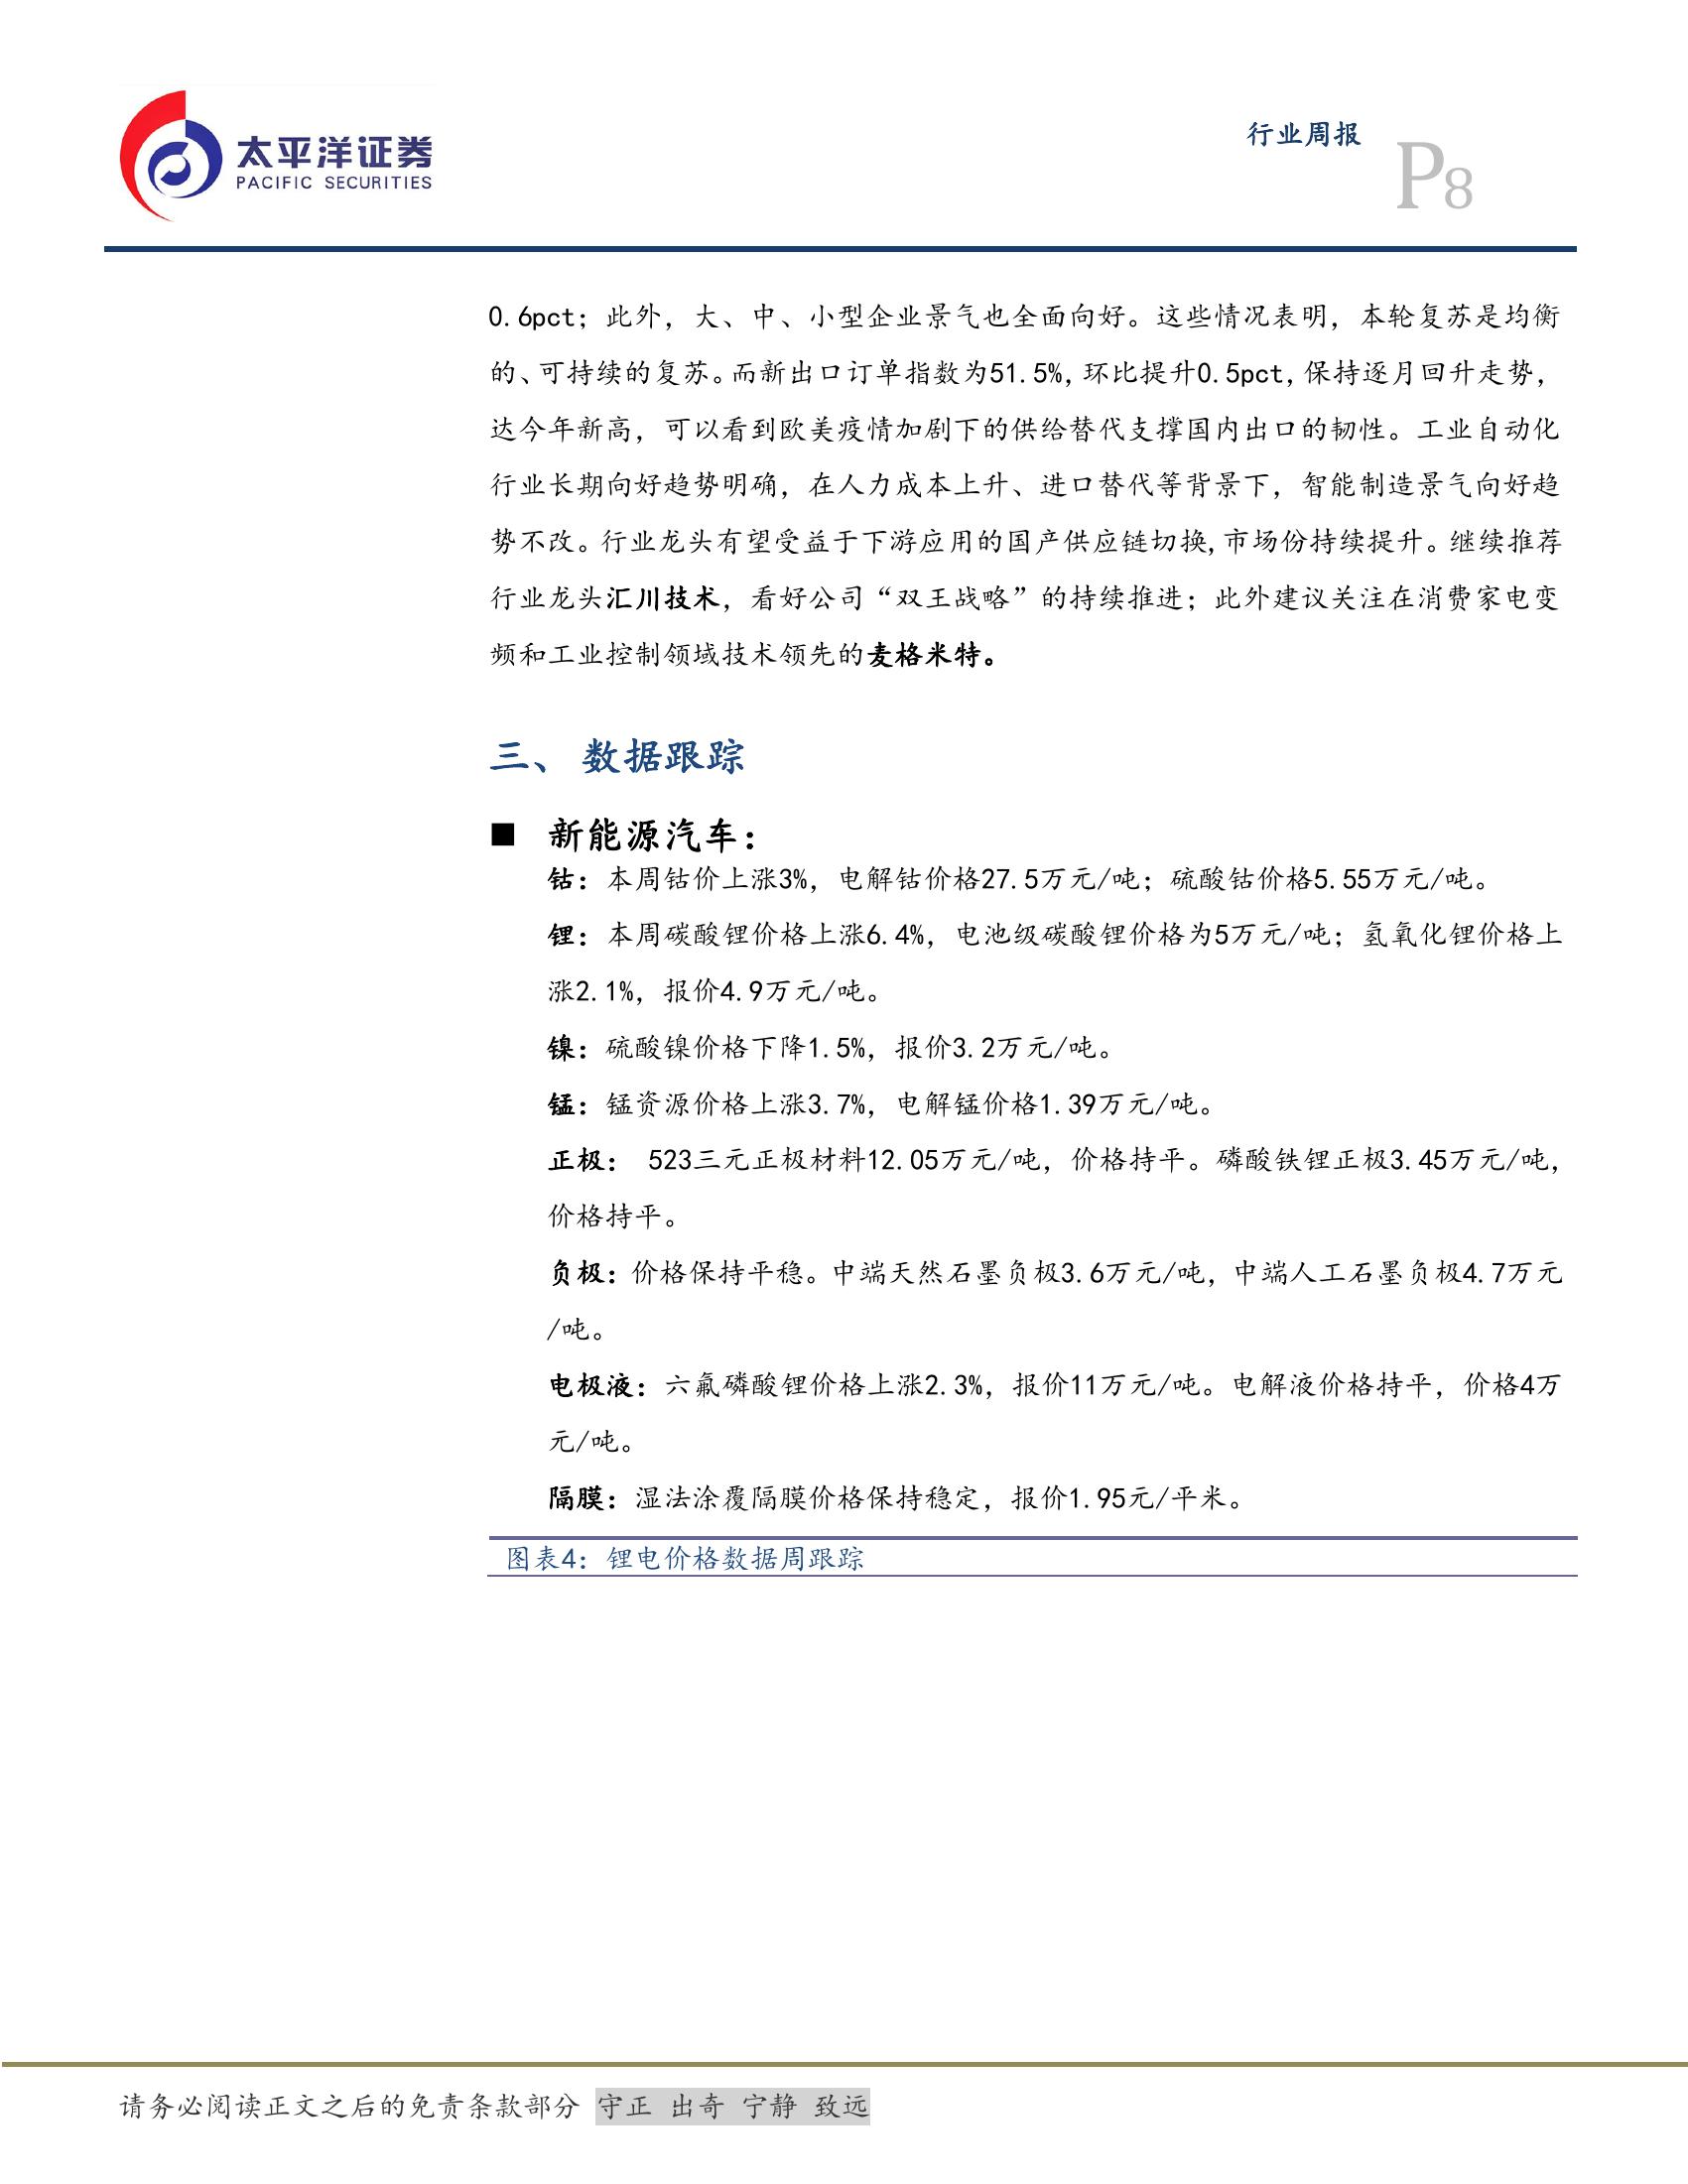 太平洋证券
PACIFIC SECURITIES
行业周报
P8
0.6pct；此外，大、中、小型企业景气也全面向好。这些情况表明，本轮复苏是均衡
的、可持续的复苏。而新出口订单指数为51.5%,环比提升0.5pct,保持逐月回升走势，
达今年新高，可以看到欧美疫情加剧下的供给替代支撑国内出口的韧性。工业自动化
行业长期向好趋势明确，在人力成本上升、进口替代等背景下，智能制造景气向好趋
势不改。行业龙头有望受益于下游应用的国产供应链切换,市场份持续提升。继续推荐
行业龙头汇川技术，看好公司“双王战略”的持续推进；此外建议关注在消费家电变
频和工业控制领域技术领先的麦格米特。
三、 数据跟踪
■ 新能源汽车：
钴：本周钴价上涨3%，电解钴价格27.5万元/吨；硫酸钴价格5.55万元/吨。
锂：本周碳酸锂价格上涨6.4%，电池级碳酸锂价格为5万元/吨；氢氧化锂价格上
涨2.1%，报价4.9万元/吨。
镍：硫酸镍价格下降1.5%，报价3.2万元/吨。
锰：锰资源价格上涨3.7%，电解锰价格1.39万元/吨。
正极： 523三元正极材料12.05万元/吨，价格持平。磷酸铁锂正极3.45万元/吨，
价格持平。
负极：价格保持平稳。中端天然石墨负极3.6万元/吨，中端人工石墨负极4.7万元
/吨。
电极液：六氟磷酸锂价格上涨2.3%，报价11万元/吨。电解液价格持平，价格4万
元/吨。
隔膜：湿法涂覆隔膜价格保持稳定，报价1.95元/平米。
图表4：锂电价格数据周跟踪
请务必阅读正文之后的免责条款部分 守正 出奇 宁静 致远